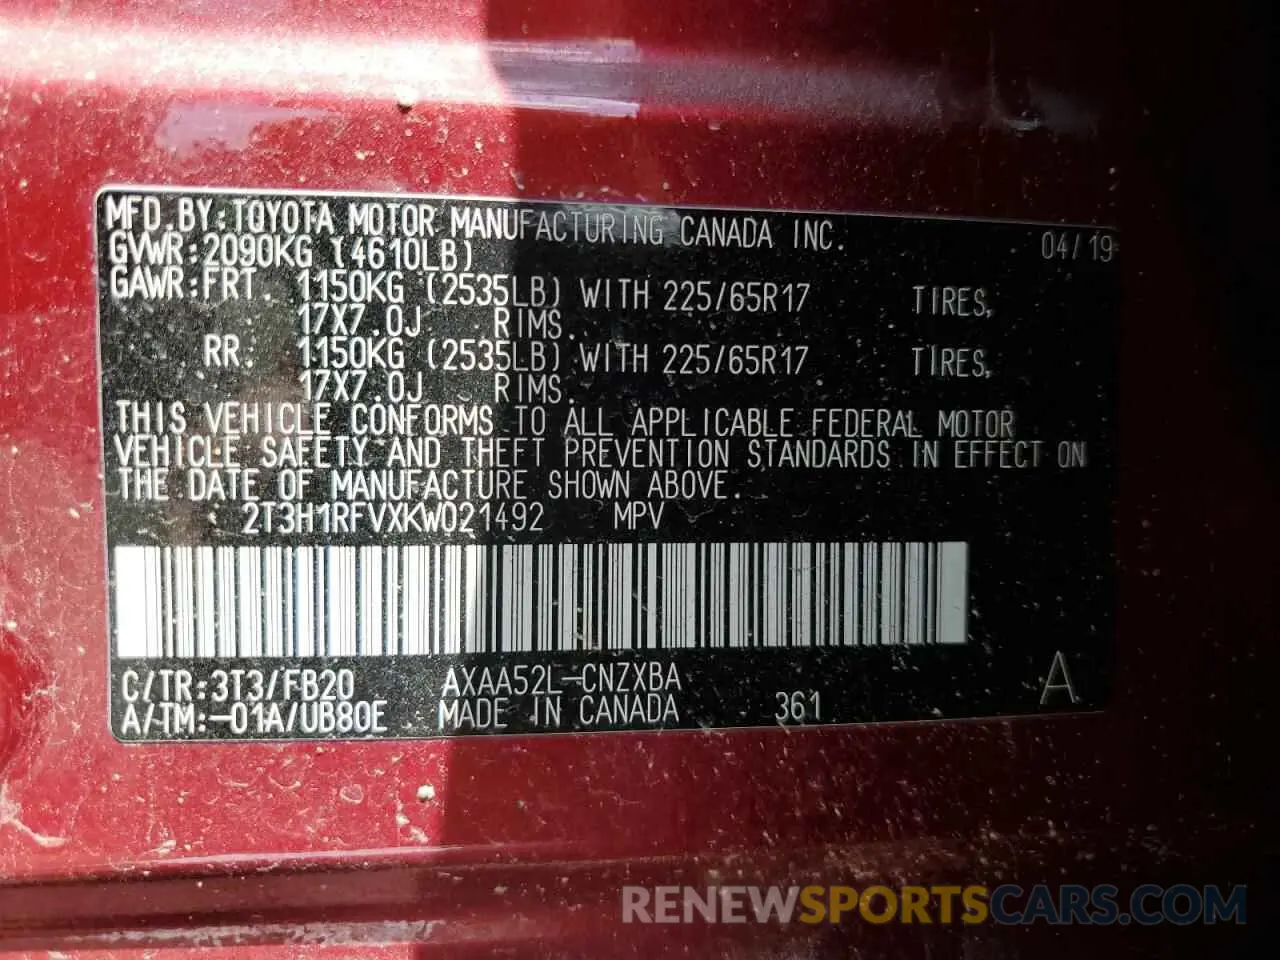 MFD.BY:TOYOTA MOTOR MANUFACTURING CANADA INC.
GVWR:2090KG (4610LB) 04/19
GAWR:FRT. 1150KG (2535LB) WITH 225/65R17 TIRES,
17X7.0J RIMS.
RR: 1150KG (2535LB) WITH 225/65R17 TIRES,
17X7.0J RIMS.
THIS VEHICLE CONFORMS TO ALL APPLICABLE FEDERAL MOTOR
VEHICLE SAFETY AND THEFT PREVENTION STANDARDS IN EFFECT ON
THE DATE OF MANUFACTURE SHOWN ABOVE.
2T3H1RFVXKW021492 MPV
C/TR:3T3/FB20 AXAA52L-CNZXBA A
A/TM:-01A/UB80E MADE IN CANADA 361
RENEWSPORTSCARS.COM